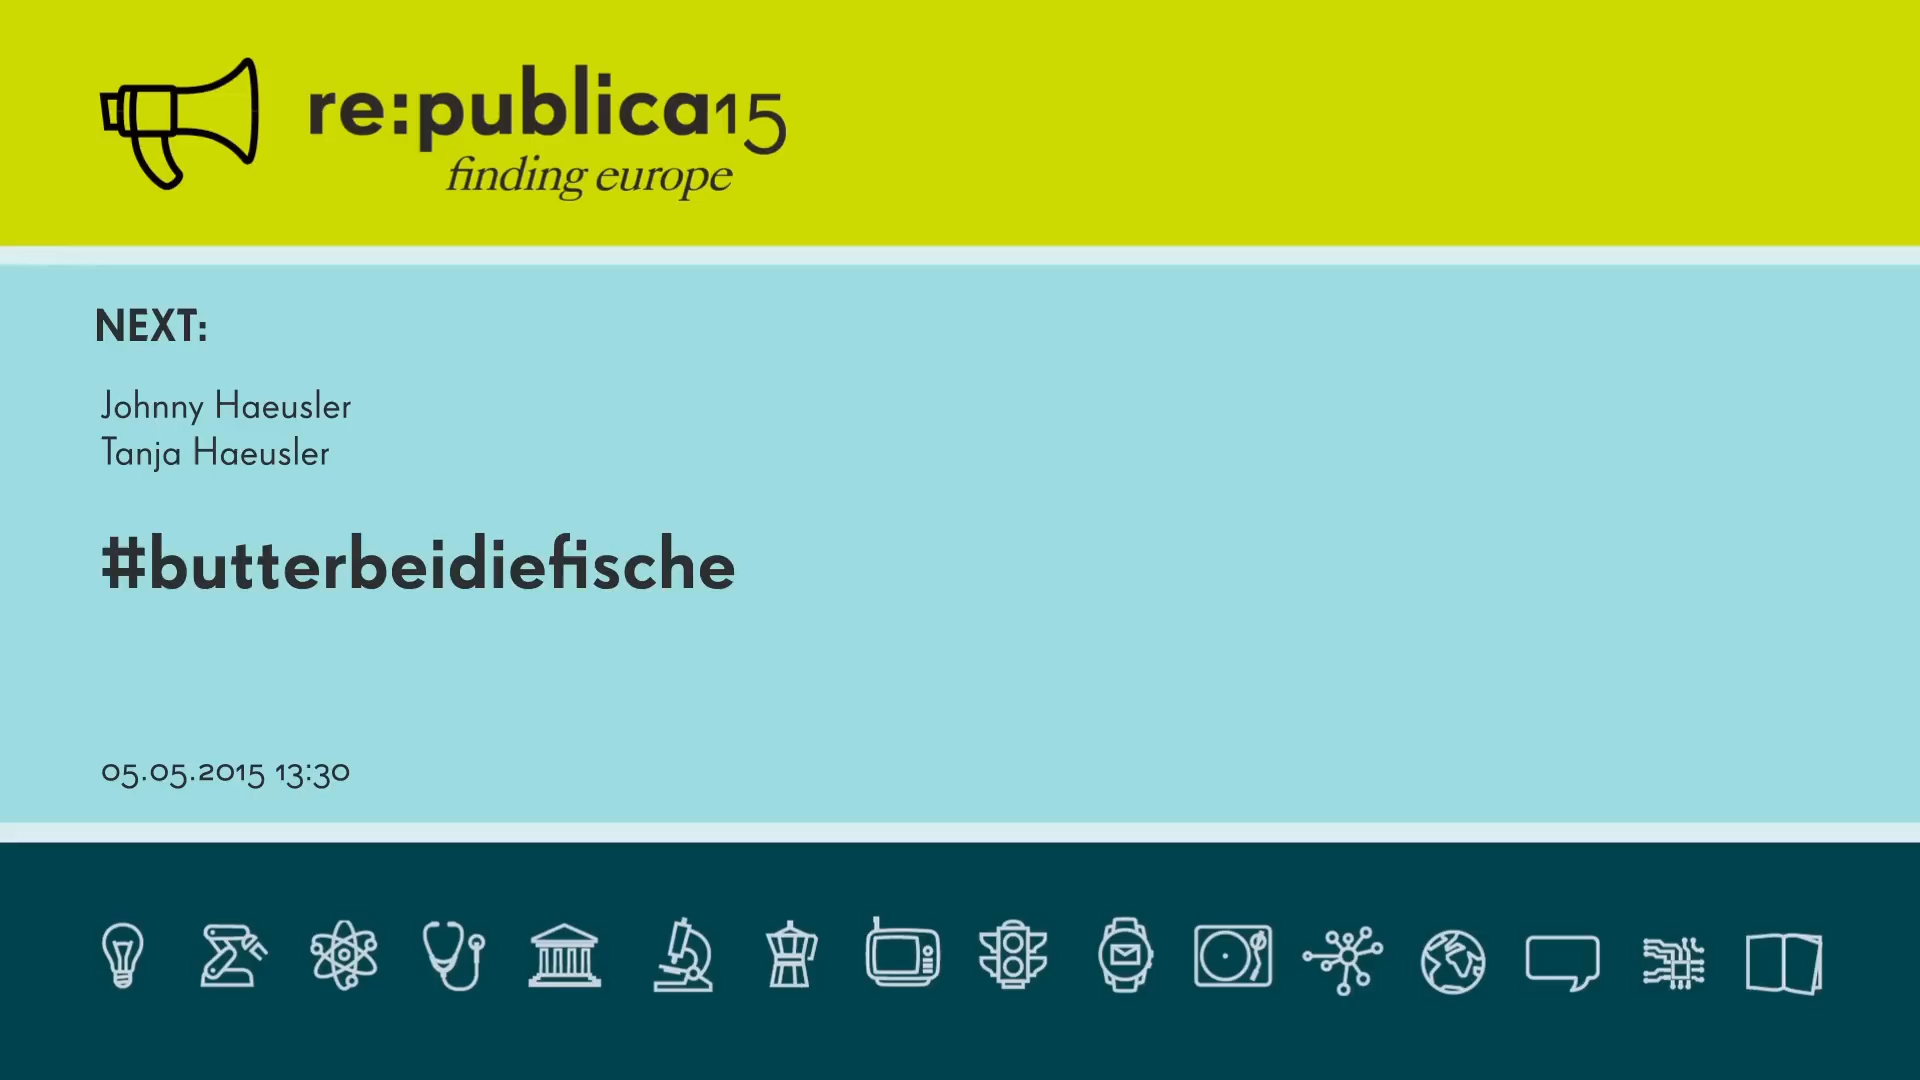 re:publica15
finding europe
NEXT:
Johnny Haeusler
Tanja Haeusler
#butterbeidiefische
05.05.2015 13:30